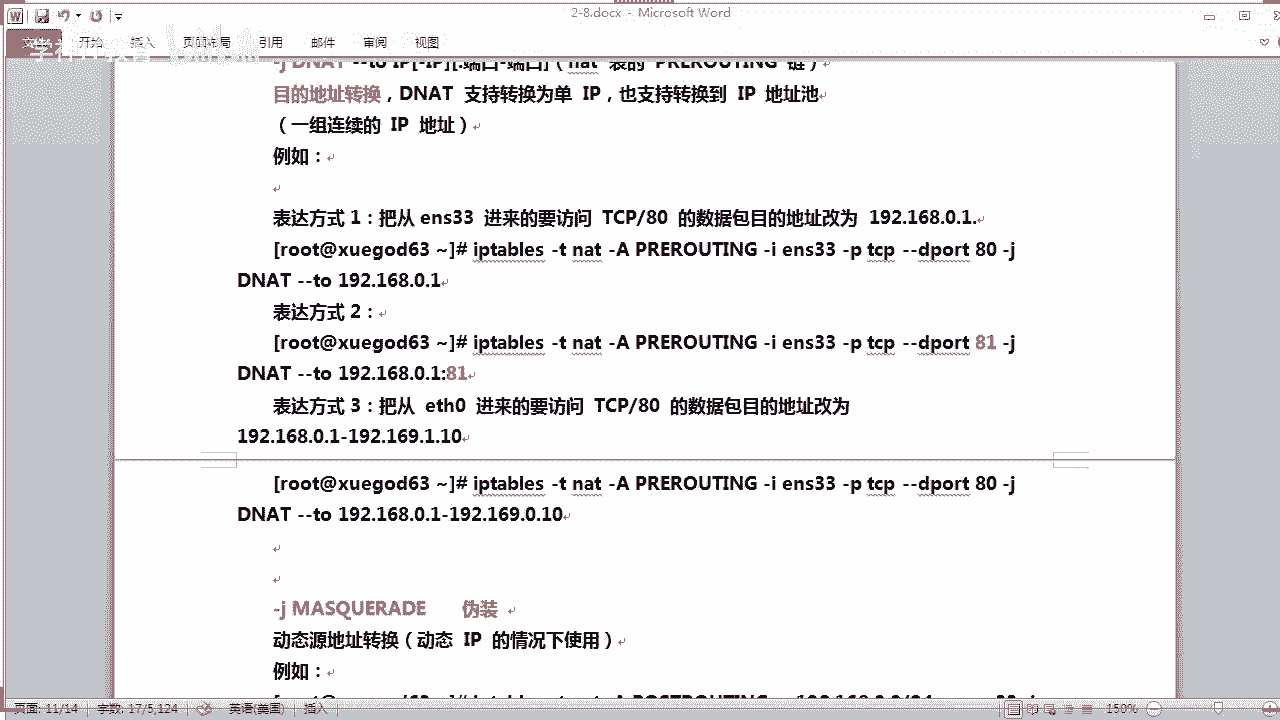 2-8.docx - Microsoft Word
文件 开始 插入 页面布局 引用 邮件 审阅 视图
-j DNAT --to IP[-IP][:端口-端口]（nat 表的 PREROUTING 链）
目的地址转换，DNAT 支持转换为单 IP，也支持转换到 IP 地址池
（一组连续的 IP 地址）
例如：
表达方式 1：把从 ens33 进来的要访问 TCP/80 的数据包目的地址改为 192.168.0.1.
[root@xuegod63 ~]# iptables -t nat -A PREROUTING -i ens33 -p tcp --dport 80 -j
DNAT --to 192.168.0.1
表达方式 2：
[root@xuegod63 ~]# iptables -t nat -A PREROUTING -i ens33 -p tcp --dport 81 -j
DNAT --to 192.168.0.1:81
表达方式 3：把从 eth0 进来的要访问 TCP/80 的数据包目的地址改为
192.168.0.1-192.169.1.10
[root@xuegod63 ~]# iptables -t nat -A PREROUTING -i ens33 -p tcp --dport 80 -j
DNAT --to 192.168.0.1-192.169.0.10
-j MASQUERADE 伪装
动态源地址转换（动态 IP 的情况下使用）
例如：
页面: 11/14 字数: 17/5,124 英语(美国) 插入 150%